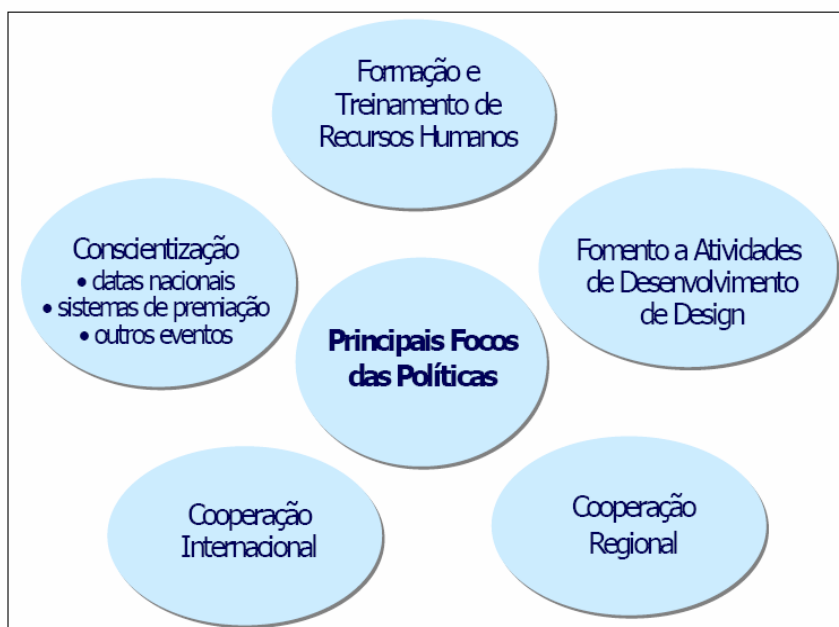 Formação e
Treinamento de
Recursos Humanos
Conscientização
• datas nacionais
• sistemas de premiação
• outros eventos
Fomento a Atividades
de Desenvolvimento
de Design
Principais Focos
das Políticas
Cooperação
Internacional
Cooperação
Regional